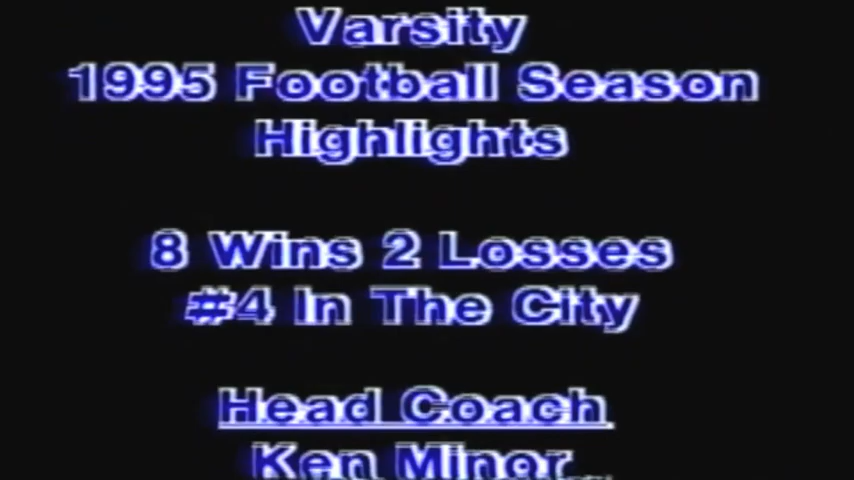 Varsity
1995 Football Season
Highlights
8 Wins 2 Losses
#4 In The City
Head Coach
Ken Minor